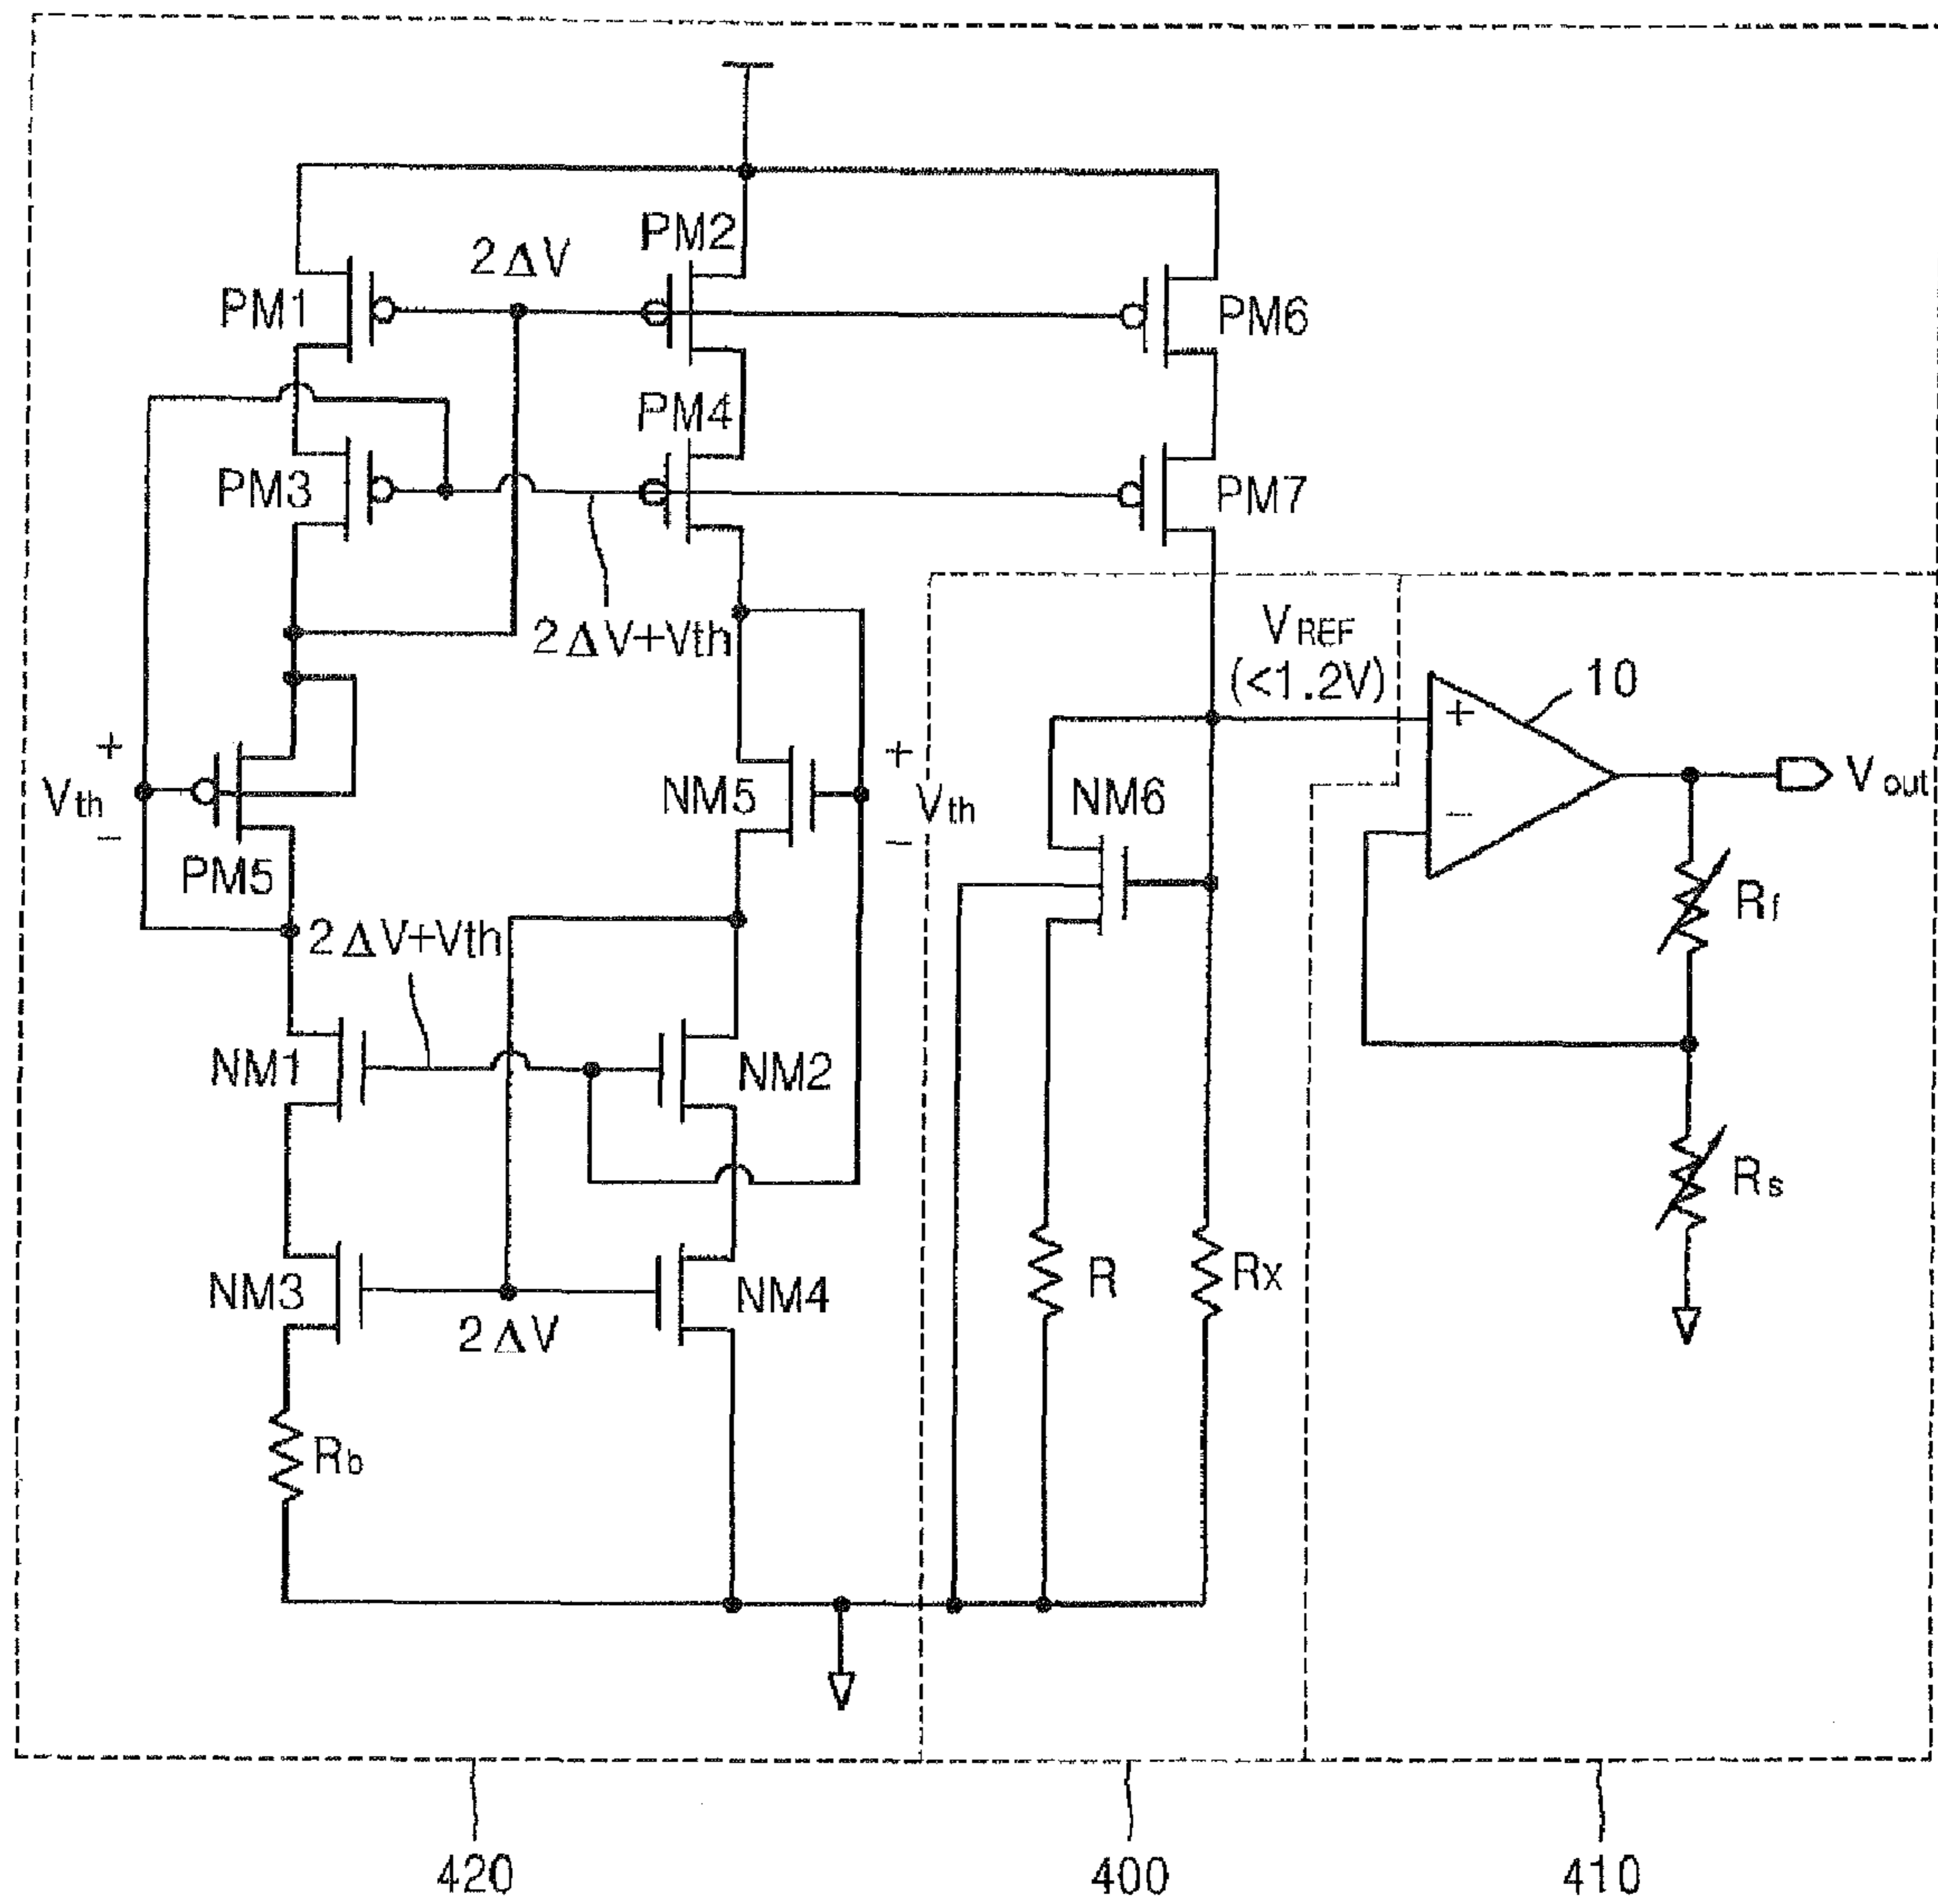 PM2
2ΔV
PM1
PM6
PM4
PM3
PM7
2ΔV+Vth
VREF
(<1.2V)
10
+
+
+
Vth
NM5
Vth
NM6
Vout
−
−
−
PM5
Rf
2ΔV+Vth
NM1
NM2
Rs
NM3
NM4
R
Rx
2ΔV
Rb
420
400
410